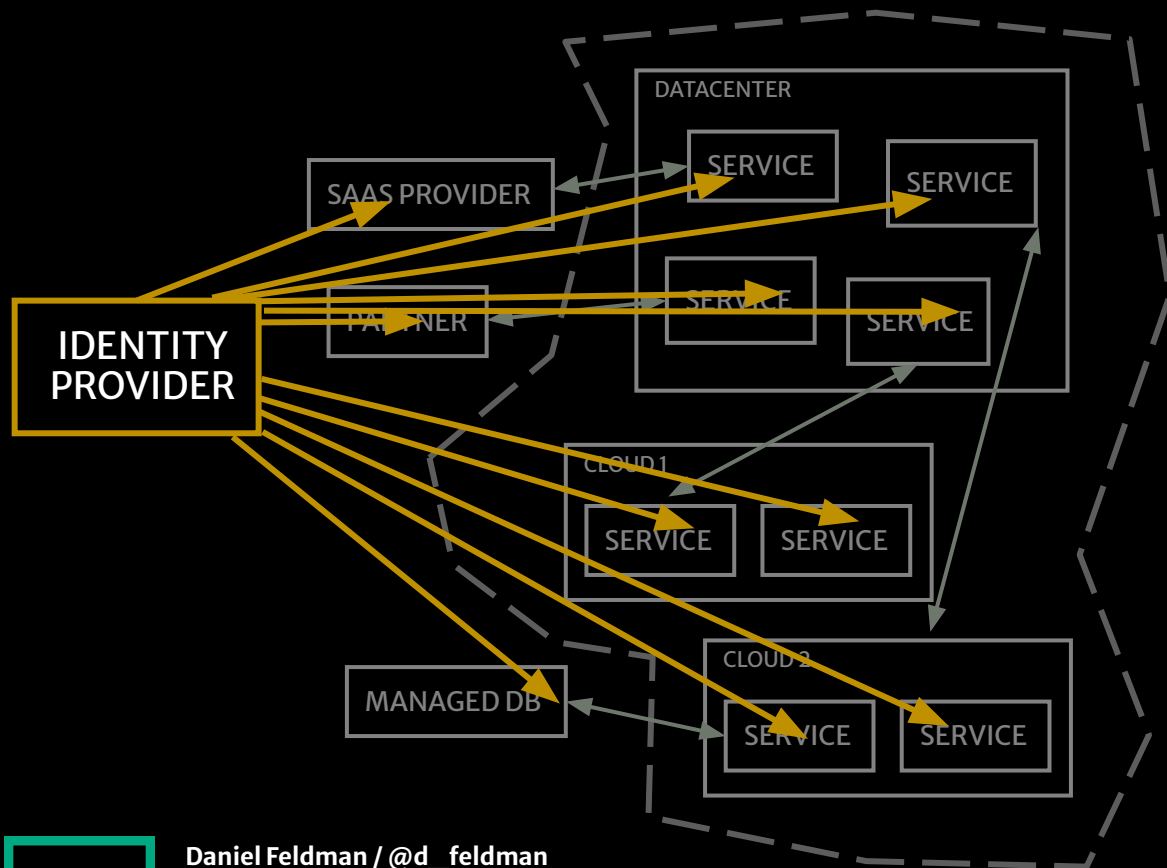 DATACENTER
SERVICE
SERVICE
SAAS PROVIDER
SERVICE
SERVICE
PARTNER
IDENTITY
PROVIDER
CLOUD 1
SERVICE
SERVICE
CLOUD 2
MANAGED DB
SERVICE
SERVICE
Daniel Feldman / @d_feldman